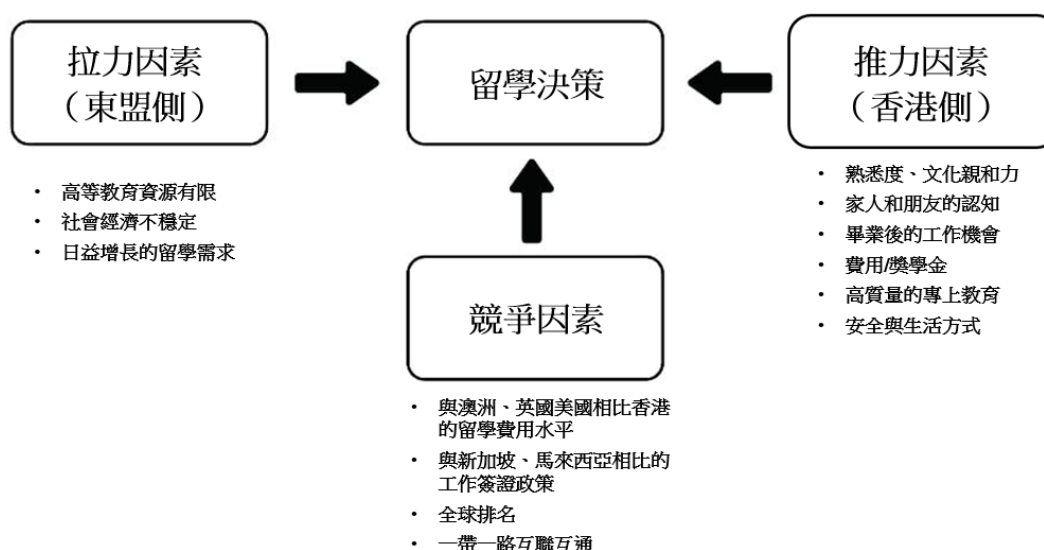 拉力因素
（東盟側）
• 高等教育資源有限
• 社會經濟不穩定
• 日益增長的留學需求
留學決策
推力因素
（香港側）
• 熟悉度、文化親和力
• 家人和朋友的認知
• 畢業後的工作機會
• 費用/獎學金
• 高質量的專上教育
• 安全與生活方式
競爭因素
• 與澳洲、英國美國相比香港
的留學費用水平
• 與新加坡、馬來西亞相比的
工作簽證政策
• 全球排名
• 一帶一路互聯互通